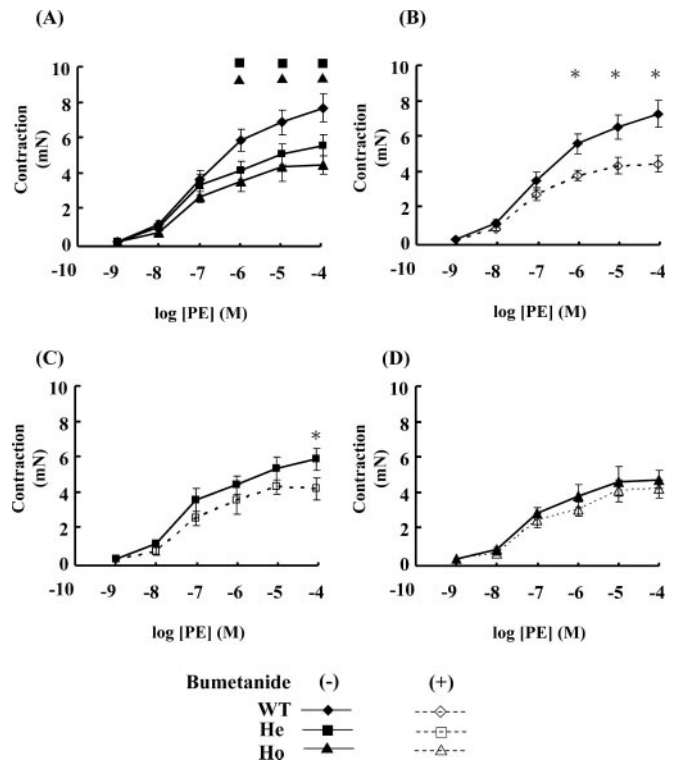 (A)
10
8
6
4
2
0
Contraction
(mN)
-10 -9 -8 -7 -6 -5 -4
log [PE] (M)
(B)
10
8
6
4
2
0
Contraction
(mN)
* * *
-10 -9 -8 -7 -6 -5 -4
log [PE] (M)
(C)
10
8
6
4
2
0
Contraction
(mN)
*
-10 -9 -8 -7 -6 -5 -4
log [PE] (M)
(D)
10
8
6
4
2
0
Contraction
(mN)
-10 -9 -8 -7 -6 -5 -4
log [PE] (M)
Bumetanide (-) (+)
WT
He
Ho